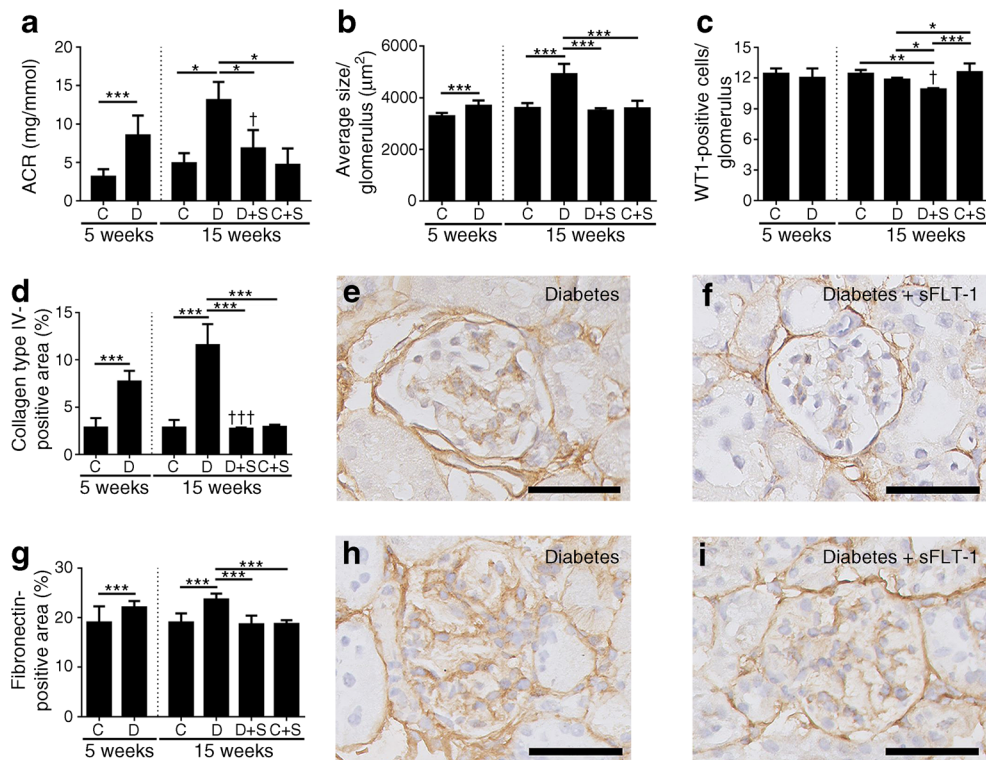 a
ACR (mg/mmol)
20
15
10
5
0
***
*
*
*
†
C D C D D+S C+S
5 weeks 15 weeks
b
Average size/
glomerulus (µm²)
6000
4000
2000
0
***
***
***
***
C D C D D+S C+S
5 weeks 15 weeks
c
WT1-positive cells/
glomerulus
15
12
9
6
3
0
*
***
*
**
†
C D C D D+S C+S
5 weeks 15 weeks
d
Collagen type IV-
positive area (%)
15
10
5
0
***
***
***
***
†††
C D C D D+S C+S
5 weeks 15 weeks
e
Diabetes
f
Diabetes + sFLT-1
g
Fibronectin-
positive area (%)
30
20
10
0
***
***
***
***
C D C D D+S C+S
5 weeks 15 weeks
h
Diabetes
i
Diabetes + sFLT-1